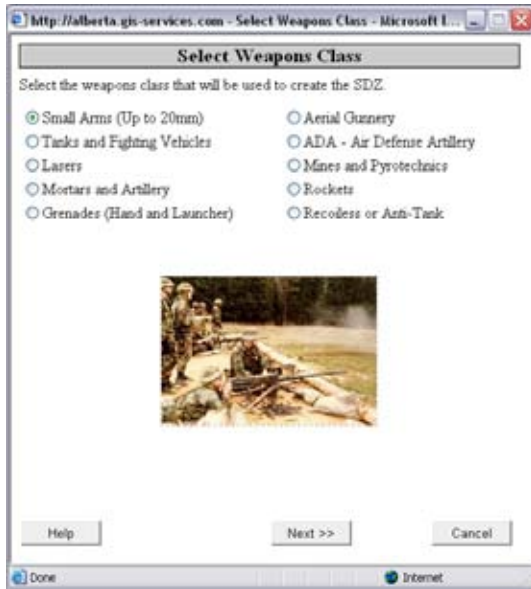 http://alberta.gis-services.com - Select Weapons Class - Microsoft I...
Select Weapons Class
Select the weapons class that will be used to create the SDZ.
Small Arms (Up to 20mm)
Tanks and Fighting Vehicles
Lasers
Mortars and Artillery
Grenades (Hand and Launcher)
Aerial Gunnery
ADA - Air Defense Artillery
Mines and Pyrotechnics
Rockets
Recoiless or Anti-Tank
Help
Next >>
Cancel
Done
Internet